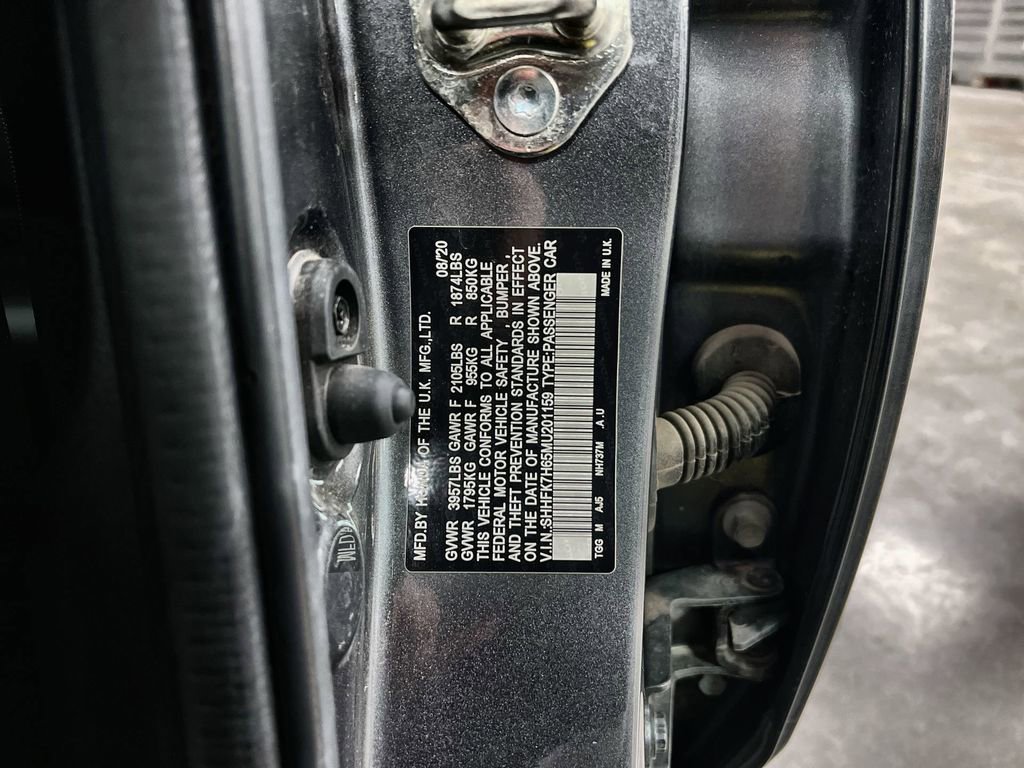 MFD.BY HONDA OF THE U.K. MFG.,LTD. 08/20
GVWR 3957LBS GAWR F 2105LBS R 1874LBS
GVWR 1795KG GAWR F 955KG R 850KG
THIS VEHICLE CONFORMS TO ALL APPLICABLE
FEDERAL MOTOR VEHICLE SAFETY , BUMPER ,
AND THEFT PREVENTION STANDARDS IN EFFECT
ON THE DATE OF MANUFACTURE SHOWN ABOVE.
V.I.N.:SHHFK7H65MU201159 TYPE:PASSENGER CAR
TGG M AJ5 NH737M .A .U MADE IN U.K.